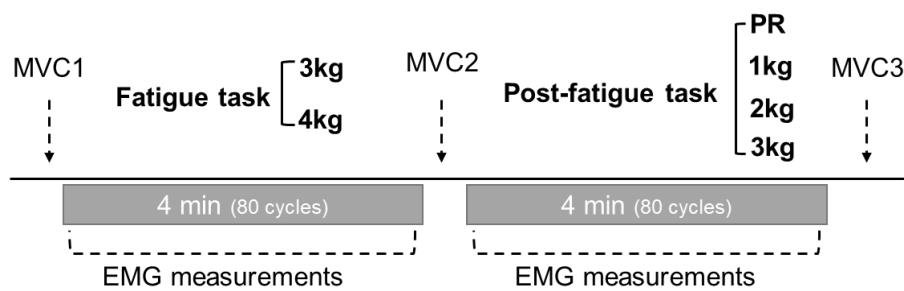 MVC1
Fatigue task
3kg
4kg
MVC2
Post-fatigue task
PR
1kg
2kg
3kg
MVC3
4 min (80 cycles)
4 min (80 cycles)
EMG measurements
EMG measurements